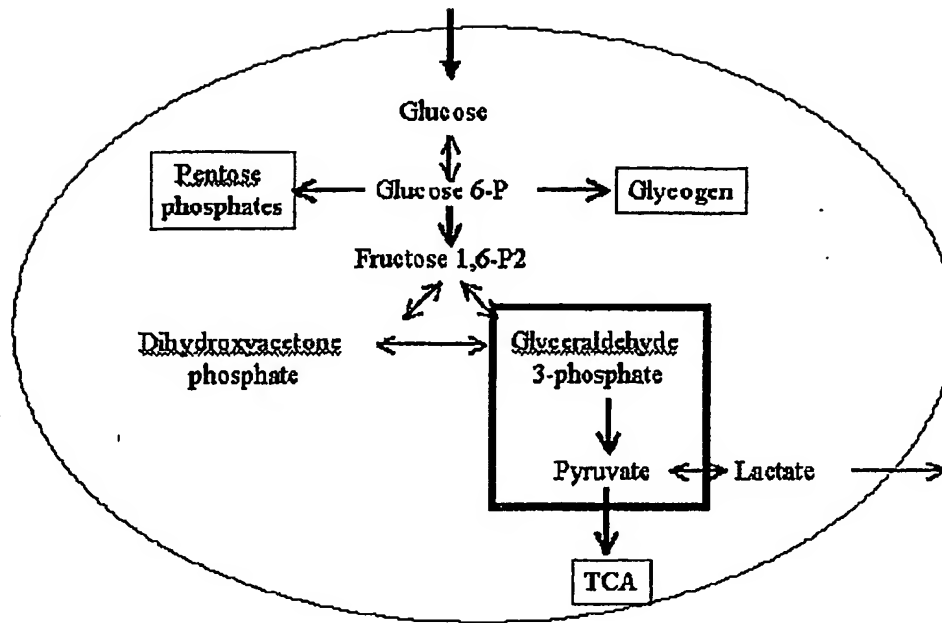 Glucose
Pentose
phosphates
Glucose 6-P
Glycogen
Fructose 1,6-P2
Dihydroxyacetone
phosphate
Glyceraldehyde
3-phosphate
Pyruvate
Lactate
TCA